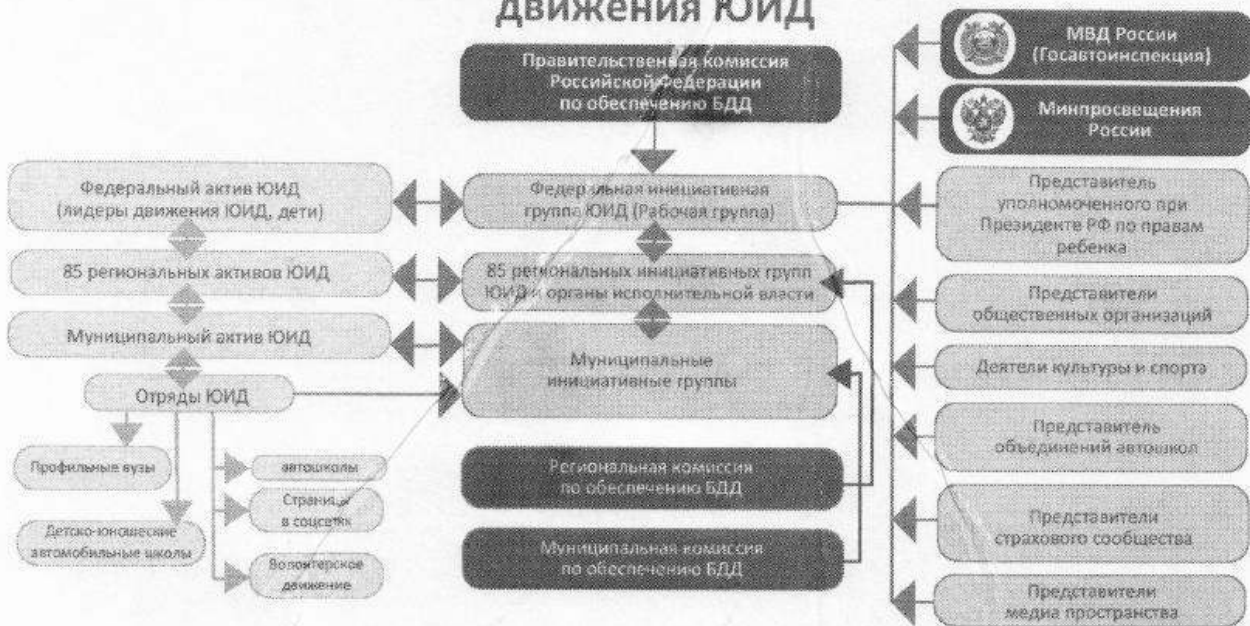 движения ЮИД
Правительственная комиссия
Российской Федерации
по обеспечению БДД
МВД России
(Госавтоинспекция)
Минпросвещения
России
Федеральный актив ЮИД
(лидеры движения ЮИД, дети)
Федеральная инициативная
группа ЮИД (Рабочая группа)
Представитель
уполномоченного при
Президенте РФ по правам
ребенка
85 региональных активов ЮИД
85 региональных инициативных групп
ЮИД и органы исполнительной власти
Представители
общественных организаций
Муниципальный актив ЮИД
Муниципальные
инициативные группы
Деятели культуры и спорта
Отряды ЮИД
Представитель
объединений автошкол
Профильные вузы
автошколы
Региональная комиссия
по обеспечению БДД
Страницы
в соцсетях
Представители
страхового сообщества
Детско-юношеские
автомобильные школы
Волонтерское
движение
Муниципальная комиссия
по обеспечению БДД
Представители
медиа пространства